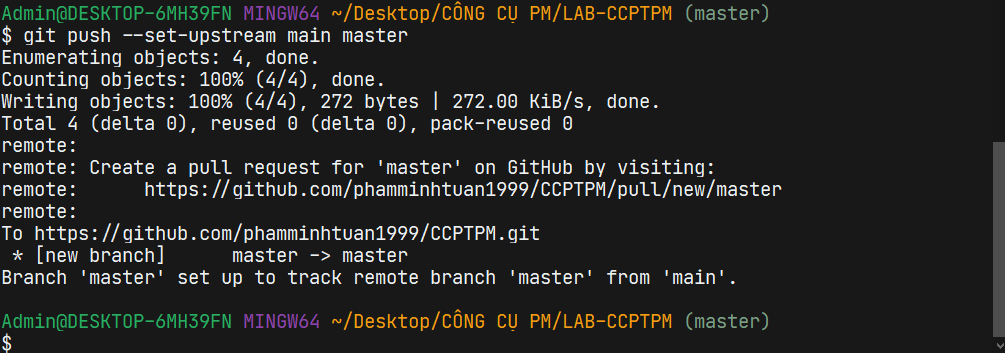 Admin@DESKTOP-6MH39FN MINGW64 ~/Desktop/CÔNG CỤ PM/LAB-CCPTPM (master)
$ git push --set-upstream main master
Enumerating objects: 4, done.
Counting objects: 100% (4/4), done.
Writing objects: 100% (4/4), 272 bytes | 272.00 KiB/s, done.
Total 4 (delta 0), reused 0 (delta 0), pack-reused 0
remote:
remote: Create a pull request for 'master' on GitHub by visiting:
remote:      https://github.com/phamminhtuan1999/CCPTPM/pull/new/master
remote:
To https://github.com/phamminhtuan1999/CCPTPM.git
 * [new branch]      master -> master
Branch 'master' set up to track remote branch 'master' from 'main'.
Admin@DESKTOP-6MH39FN MINGW64 ~/Desktop/CÔNG CỤ PM/LAB-CCPTPM (master)
$